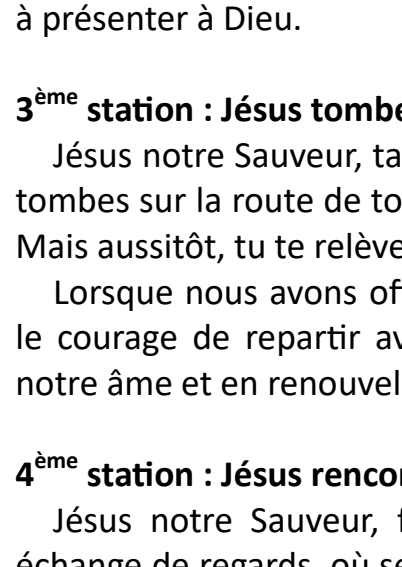 à présenter à Dieu.
3ème station : Jésus tombe
Jésus notre Sauveur, ta
tombes sur la route de to
Mais aussitôt, tu te relève
Lorsque nous avons of
le courage de repartir av
notre âme et en renouvel
4ème station : Jésus rencon
Jésus notre Sauveur, f
échange de regards, où se